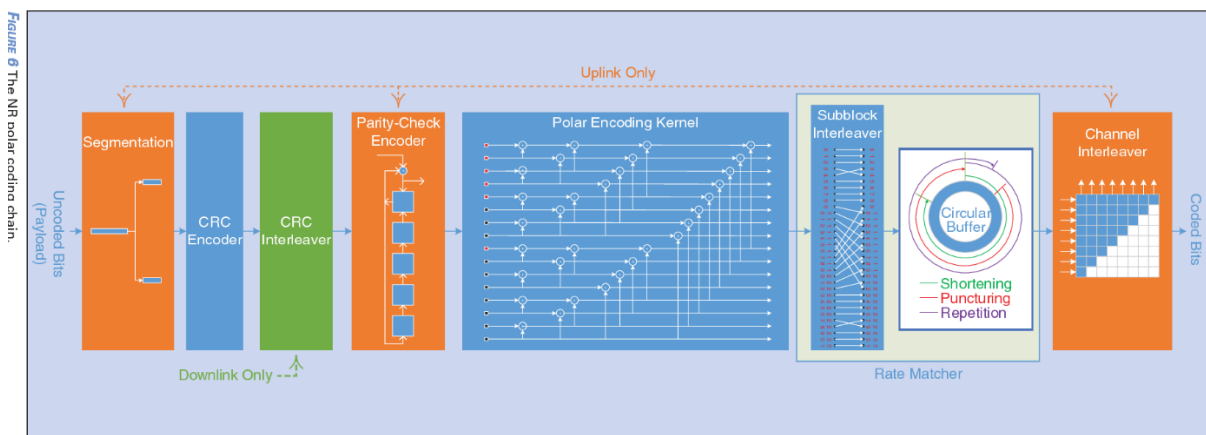 FIGURE 6 The NR polar coding chain.
Uplink Only
Uncoded Bits
(Payload)
Segmentation
CRC
Encoder
CRC
Interleaver
Downlink Only
Parity-Check
Encoder
Polar Encoding Kernel
Subblock
Interleaver
Circular
Buffer
Shortening
Puncturing
Repetition
Rate Matcher
Channel
Interleaver
Coded Bits